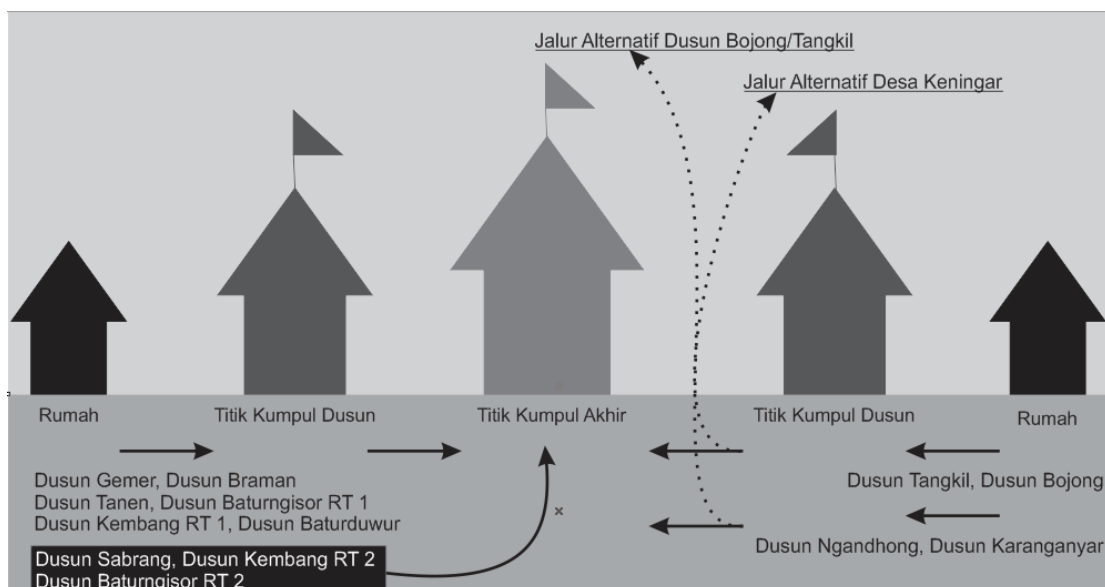 Jalur Alternatif Dusun Bojong/Tangkil
Jalur Alternatif Desa Keningar
Rumah
Titik Kumpul Dusun
Titik Kumpul Akhir
Titik Kumpul Dusun
Rumah
Dusun Gemer, Dusun Braman
Dusun Tanen, Dusun Baturngisor RT 1
Dusun Kembang RT 1, Dusun Baturduwur
Dusun Tangkil, Dusun Bojong
Dusun Ngandhong, Dusun Karanganyar
Dusun Sabrang, Dusun Kembang RT 2
Dusun Baturngisor RT 2